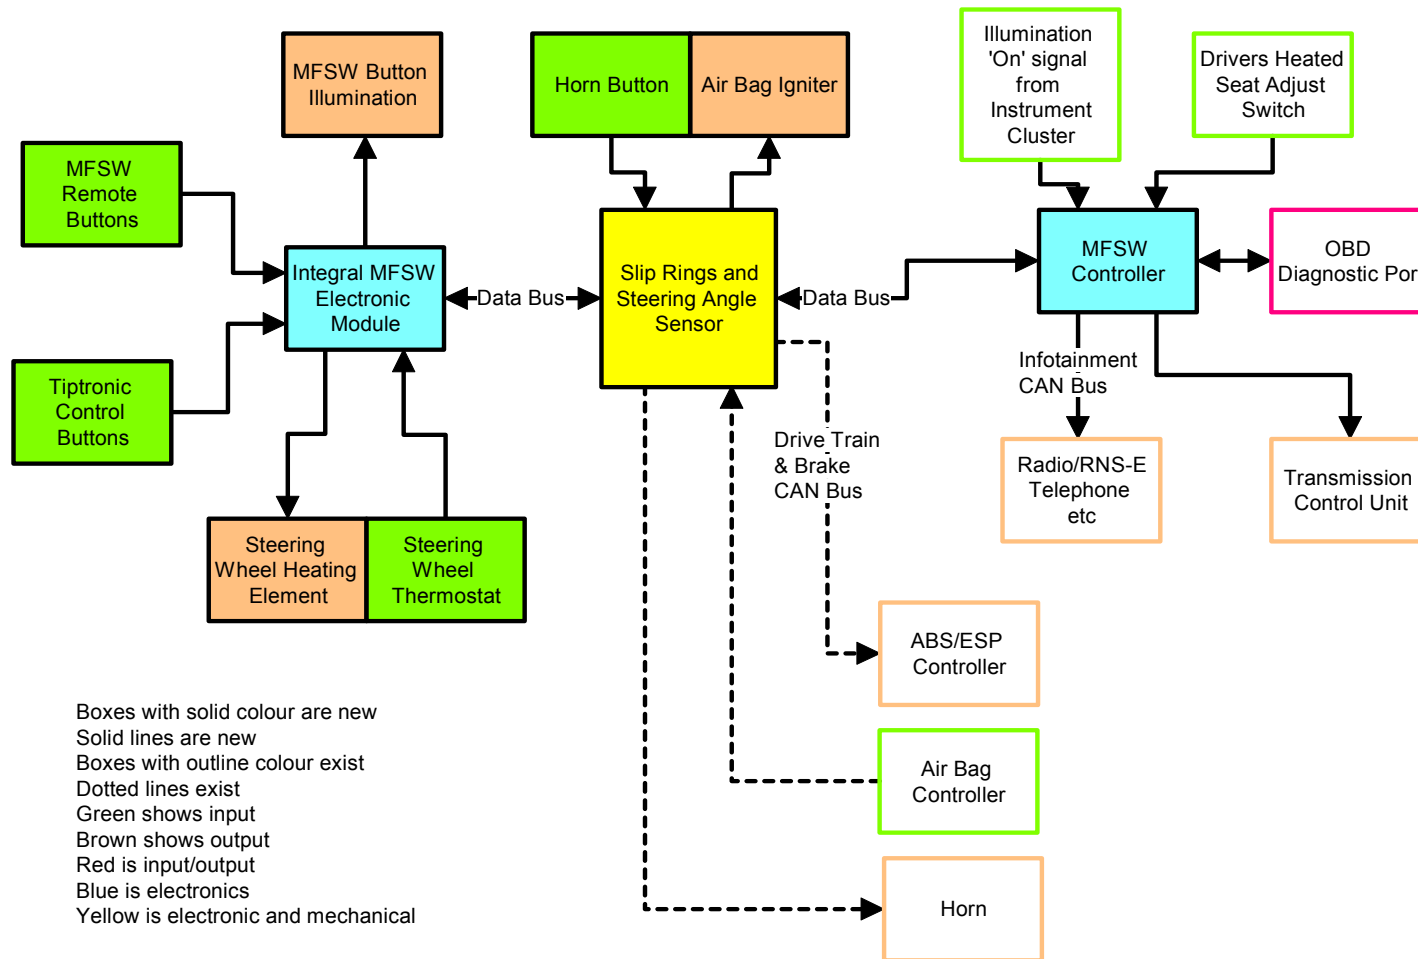 MFSW Button
Illumination
Horn Button
Air Bag Igniter
Illumination
'On' signal
from
Instrument
Cluster
Drivers Heated
Seat Adjust
Switch
MFSW
Remote
Buttons
Integral MFSW
Electronic
Module
Data Bus
Slip Rings and
Steering Angle
Sensor
Data Bus
MFSW
Controller
OBD
Diagnostic Port
Tiptronic
Control
Buttons
Infotainment
CAN Bus
Drive Train
& Brake
CAN Bus
Radio/RNS-E
Telephone
etc
Transmission
Control Unit
Steering
Wheel Heating
Element
Steering
Wheel
Thermostat
ABS/ESP
Controller
Air Bag
Controller
Horn
Boxes with solid colour are new
Solid lines are new
Boxes with outline colour exist
Dotted lines exist
Green shows input
Brown shows output
Red is input/output
Blue is electronics
Yellow is electronic and mechanical